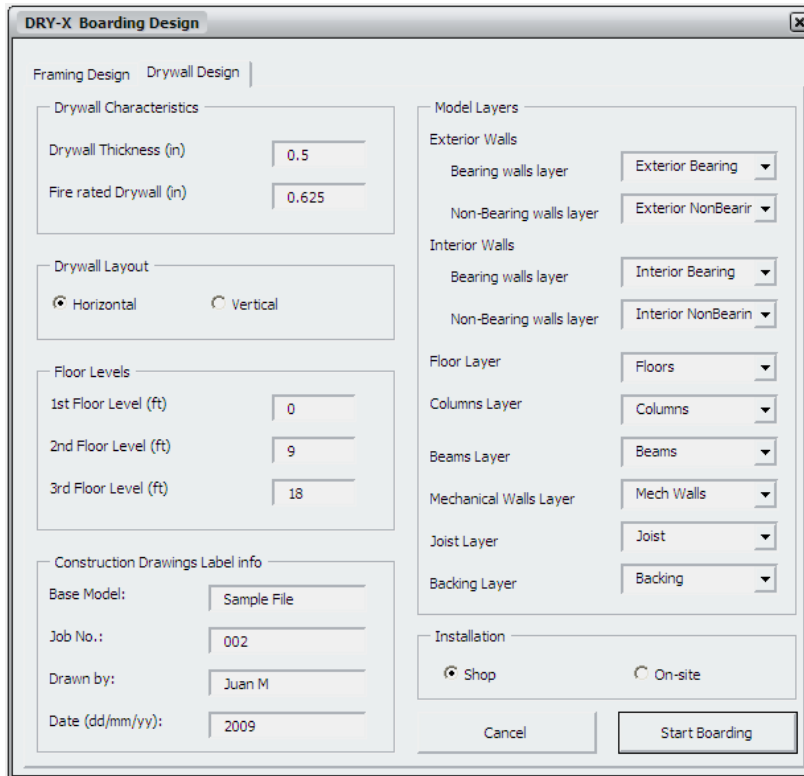 DRY-X Boarding Design
Framing Design
Drywall Design
Drywall Characteristics
Drywall Thickness (in)
0.5
Fire rated Drywall (in)
0.625
Drywall Layout
Horizontal
Vertical
Floor Levels
1st Floor Level (ft)
0
2nd Floor Level (ft)
9
3rd Floor Level (ft)
18
Construction Drawings Label info
Base Model:
Sample File
Job No.:
002
Drawn by:
Juan M
Date (dd/mm/yy):
2009
Model Layers
Exterior Walls
Bearing walls layer
Exterior Bearing
Non-Bearing walls layer
Exterior NonBearir
Interior Walls
Bearing walls layer
Interior Bearing
Non-Bearing walls layer
Interior NonBearin
Floor Layer
Floors
Columns Layer
Columns
Beams Layer
Beams
Mechanical Walls Layer
Mech Walls
Joist Layer
Joist
Backing Layer
Backing
Installation
Shop
On-site
Cancel
Start Boarding